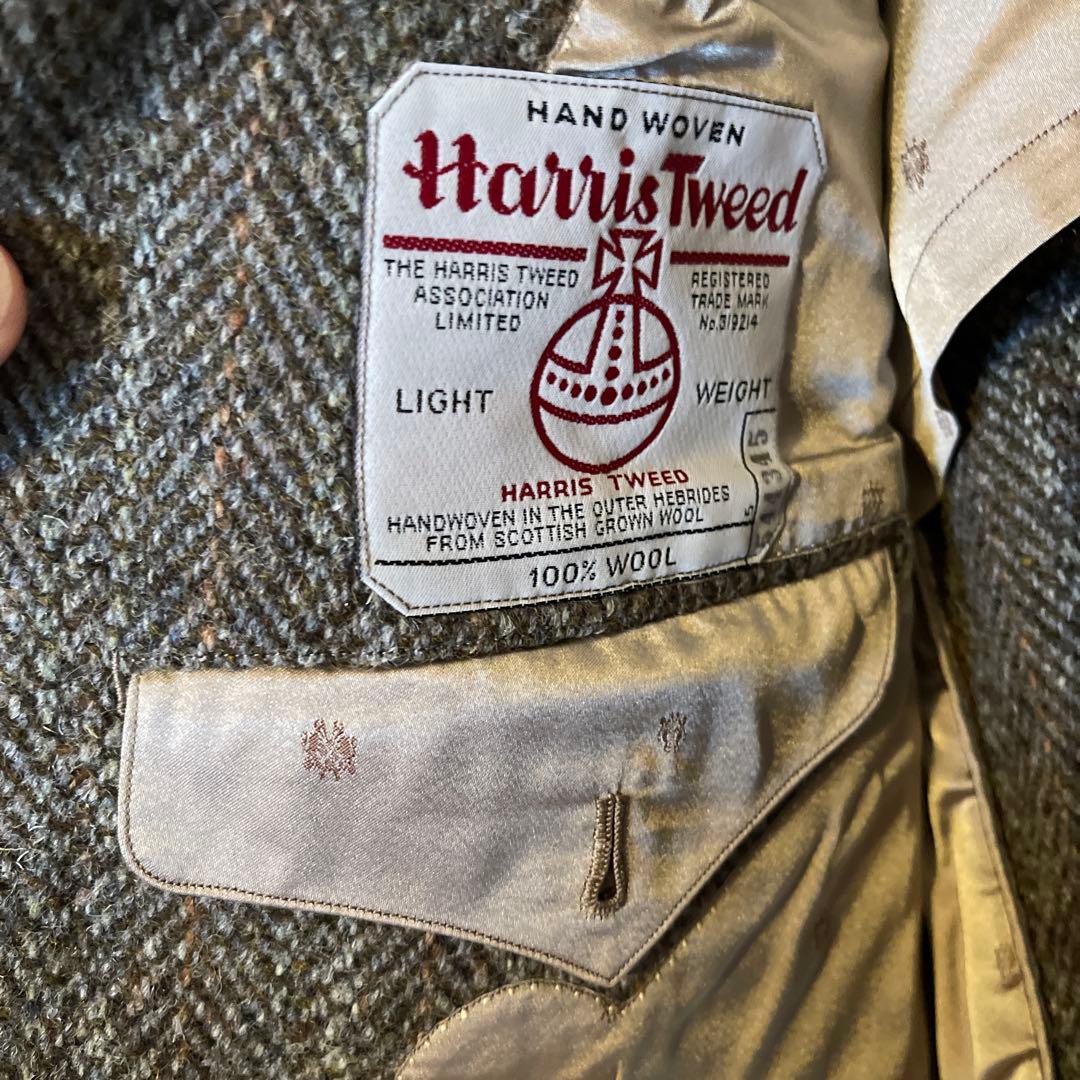 HAND WOVEN
Harris Tweed
THE HARRIS TWEED
ASSOCIATION
LIMITED
REGISTERED
TRADE MARK
No.319214
LIGHT WEIGHT
HARRIS TWEED
HANDWOVEN IN THE OUTER HEBRIDES
FROM SCOTTISH GROWN WOOL
100% WOOL